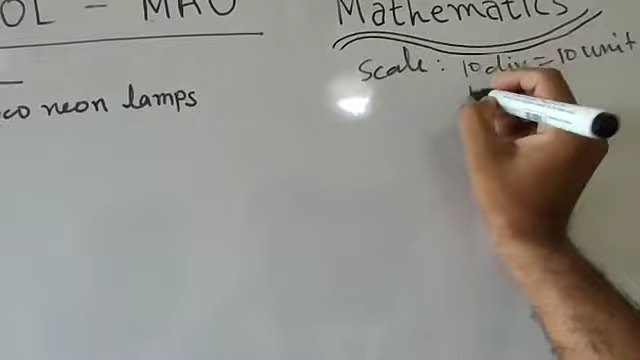 OL - MAO
Mathematics
Scale: 10 div = 10 unit
neon lamps